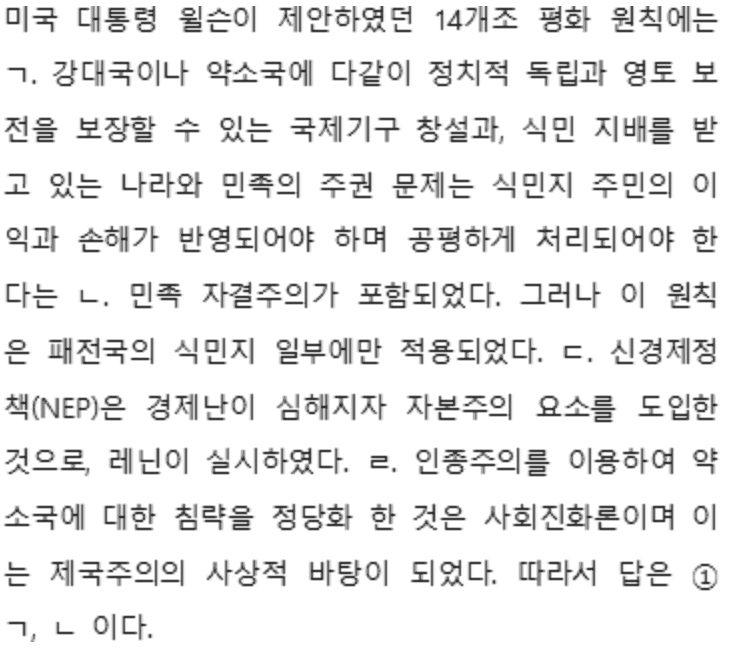 미국 대통령 윌슨이 제안하였던 14개조 평화 원칙에는
ㄱ. 강대국이나 약소국에 다같이 정치적 독립과 영토 보
전을 보장할 수 있는 국제기구 창설과, 식민 지배를 받
고 있는 나라와 민족의 주권 문제는 식민지 주민의 이
익과 손해가 반영되어야 하며 공평하게 처리되어야 한
다는 ㄴ. 민족 자결주의가 포함되었다. 그러나 이 원칙
은 패전국의 식민지 일부에만 적용되었다. ㄷ. 신경제정
책(NEP)은 경제난이 심해지자 자본주의 요소를 도입한
것으로, 레닌이 실시하였다. ㄹ. 인종주의를 이용하여 약
소국에 대한 침략을 정당화 한 것은 사회진화론이며 이
는 제국주의의 사상적 바탕이 되었다. 따라서 답은 ①
ㄱ, ㄴ 이다.